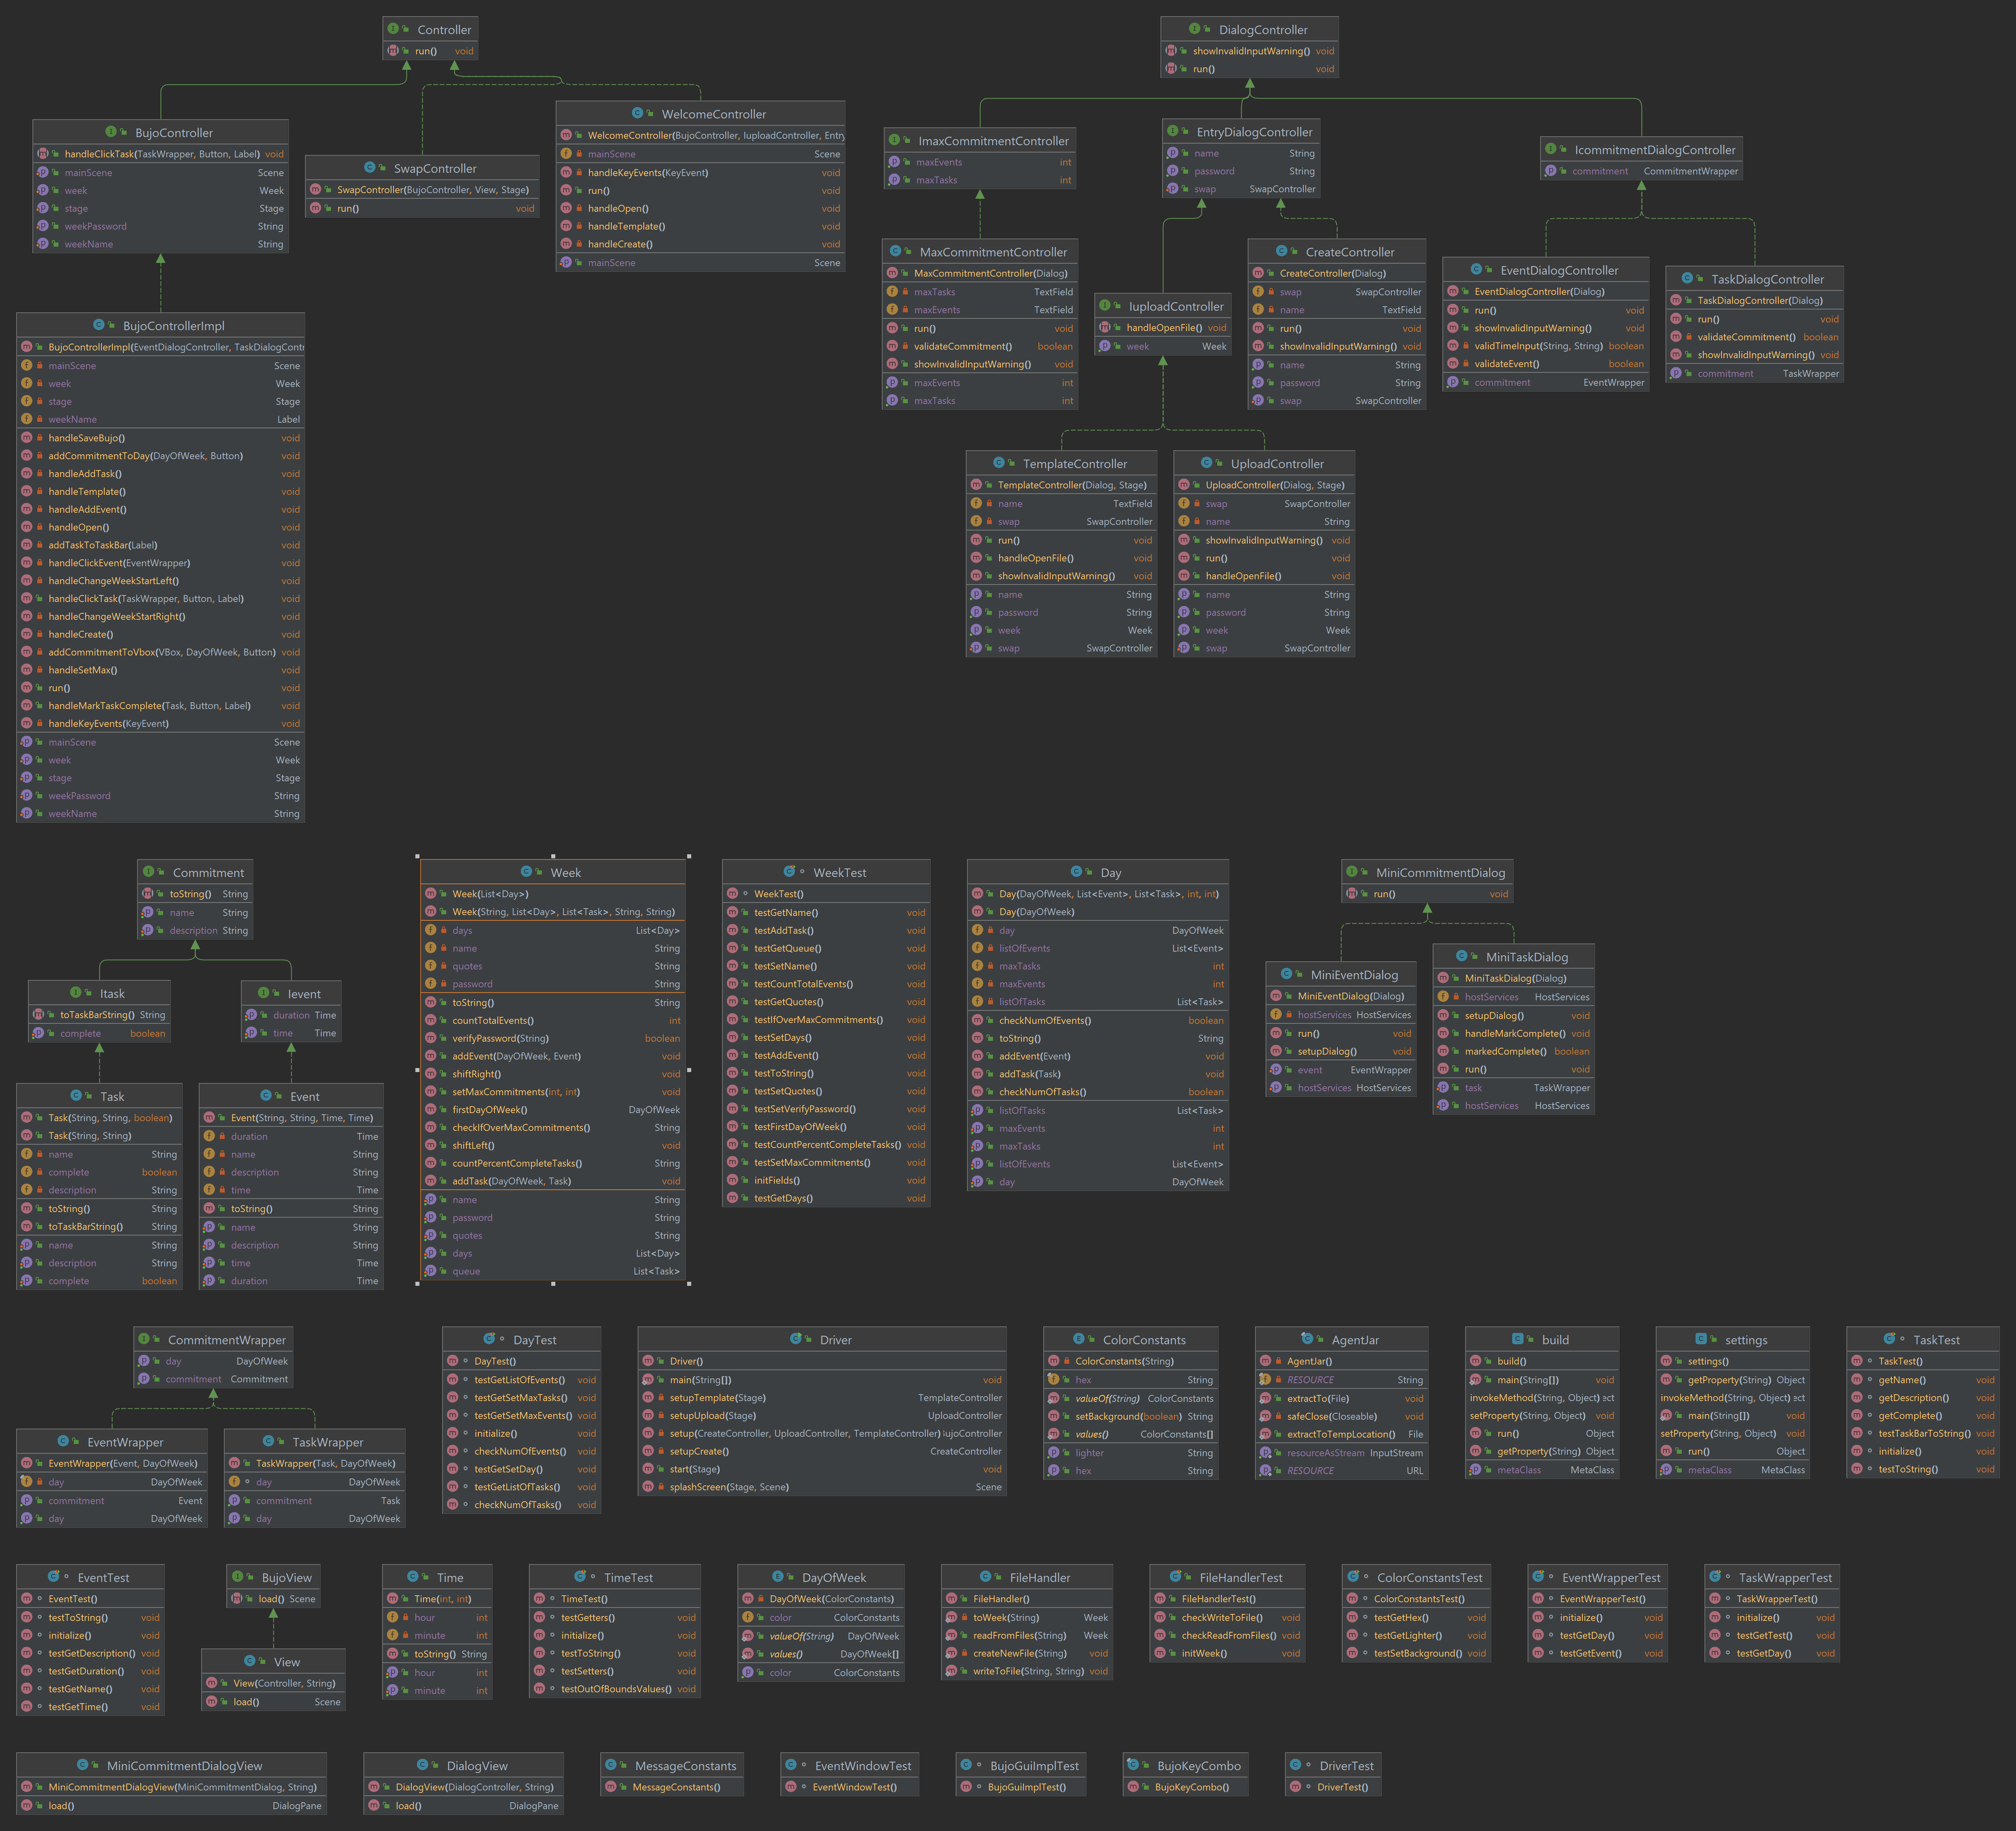 Controller
run() void
BujoController
handleClickTask(TaskWrapper, Button, Label) void
mainScene Scene
week Week
stage Stage
weekPassword String
weekName String
SwapController
SwapController(BujoController, View, Stage)
run() void
WelcomeController
WelcomeController(BujoController, IuploadController, Entry
mainScene Scene
handleKeyEvents(KeyEvent) void
run() void
handleOpen() void
handleTemplate() void
handleCreate() void
mainScene Scene
BujoControllerImpl
BujoControllerImpl(EventDialogController, TaskDialogContr
mainScene Scene
week Week
stage Stage
weekName Label
handleSaveBujo() void
addCommitmentToDay(DayOfWeek, Button) void
handleAddTask() void
handleTemplate() void
handleAddEvent() void
handleOpen() void
addTaskToTaskBar(Label) void
handleClickEvent(EventWrapper) void
handleChangeWeekStartLeft() void
handleClickTask(TaskWrapper, Button, Label) void
handleChangeWeekStartRight() void
handleCreate() void
addCommitmentToVbox(VBox, DayOfWeek, Button) void
handleSetMax() void
run() void
handleMarkTaskComplete(Task, Button, Label) void
handleKeyEvents(KeyEvent) void
mainScene Scene
week Week
stage Stage
weekPassword String
weekName String
DialogController
showInvalidInputWarning() void
run() void
ImaxCommitmentController
maxEvents int
maxTasks int
EntryDialogController
name String
password String
swap SwapController
IcommitmentDialogController
commitment CommitmentWrapper
MaxCommitmentController
MaxCommitmentController(Dialog)
maxTasks TextField
maxEvents TextField
run() void
validateCommitment() boolean
showInvalidInputWarning() void
maxEvents int
maxTasks int
IuploadController
handleOpenFile() void
week Week
CreateController
CreateController(Dialog)
swap SwapController
name TextField
run() void
showInvalidInputWarning() void
name String
password String
swap SwapController
EventDialogController
EventDialogController(Dialog)
run() void
showInvalidInputWarning() void
validTimeInput(String, String) boolean
validateEvent() boolean
commitment EventWrapper
TaskDialogController
TaskDialogController(Dialog)
run() void
validateCommitment() boolean
showInvalidInputWarning() void
commitment TaskWrapper
TemplateController
TemplateController(Dialog, Stage)
name TextField
swap SwapController
run() void
handleOpenFile() void
showInvalidInputWarning() void
name String
password String
week Week
swap SwapController
UploadController
UploadController(Dialog, Stage)
swap SwapController
name String
showInvalidInputWarning() void
run() void
handleOpenFile() void
name String
password String
week Week
swap SwapController
Commitment
toString() String
name String
description String
Itask
toTaskBarString() String
complete boolean
Ievent
duration Time
time Time
Task
Task(String, String, boolean)
Task(String, String)
name String
complete boolean
description String
toString() String
toTaskBarString() String
name String
description String
complete boolean
Event
Event(String, String, Time, Time)
duration Time
name String
description String
time Time
toString() String
name String
description String
time Time
duration Time
Week
Week(List<Day>)
Week(String, List<Day>, List<Task>, String, String)
days List<Day>
name String
quotes String
password String
toString() String
countTotalEvents() int
verifyPassword(String) boolean
addEvent(DayOfWeek, Event) void
shiftRight() void
setMaxCommitments(int, int) void
firstDayOfWeek() DayOfWeek
checkIfOverMaxCommitments() String
shiftLeft() void
countPercentCompleteTasks() String
addTask(DayOfWeek, Task) void
name String
password String
quotes String
days List<Day>
queue List<Task>
WeekTest
WeekTest()
testGetName() void
testAddTask() void
testGetQueue() void
testSetName() void
testCountTotalEvents() void
testGetQuotes() void
testIfOverMaxCommitments() void
testSetDays() void
testAddEvent() void
testToString() void
testSetQuotes() void
testSetVerifyPassword() void
testFirstDayOfWeek() void
testCountPercentCompleteTasks() void
testSetMaxCommitments() void
initFields() void
testGetDays() void
Day
Day(DayOfWeek, List<Event>, List<Task>, int, int)
Day(DayOfWeek)
day DayOfWeek
listOfEvents List<Event>
maxTasks int
maxEvents int
listOfTasks List<Task>
checkNumOfEvents() boolean
toString() String
addEvent(Event) void
addTask(Task) void
checkNumOfTasks() boolean
listOfTasks List<Task>
maxEvents int
maxTasks int
listOfEvents List<Event>
day DayOfWeek
MiniCommitmentDialog
run() void
MiniEventDialog
MiniEventDialog(Dialog)
hostServices HostServices
run() void
setupDialog() void
event EventWrapper
hostServices HostServices
MiniTaskDialog
MiniTaskDialog(Dialog)
hostServices HostServices
setupDialog() void
handleMarkComplete() void
markedComplete() boolean
run() void
task TaskWrapper
hostServices HostServices
CommitmentWrapper
day DayOfWeek
commitment Commitment
EventWrapper
EventWrapper(Event, DayOfWeek)
day DayOfWeek
commitment Event
day DayOfWeek
TaskWrapper
TaskWrapper(Task, DayOfWeek)
day DayOfWeek
commitment Task
day DayOfWeek
DayTest
DayTest()
testGetListOfEvents() void
testGetSetMaxTasks() void
testGetSetMaxEvents() void
initialize() void
checkNumOfEvents() void
testGetSetDay() void
testGetListOfTasks() void
checkNumOfTasks() void
Driver
Driver()
main(String[]) void
setupTemplate(Stage) TemplateController
setupUpload(Stage) UploadController
setup(CreateController, UploadController, TemplateController) ıujoController
setupCreate() CreateController
start(Stage) void
splashScreen(Stage, Scene) Scene
ColorConstants
ColorConstants(String)
hex String
valueOf(String) ColorConstants
setBackground(boolean) String
values() ColorConstants[]
lighter String
hex String
AgentJar
AgentJar()
RESOURCE String
extractTo(File) void
safeClose(Closeable) void
extractToTempLocation() File
resourceAsStream InputStream
RESOURCE URL
build
build()
main(String[]) void
invokeMethod(String, Object) ect
setProperty(String, Object) void
run() Object
getProperty(String) Object
metaClass MetaClass
settings
settings()
getProperty(String) Object
invokeMethod(String, Object) ect
main(String[]) void
setProperty(String, Object) void
run() Object
metaClass MetaClass
TaskTest
TaskTest()
getName() void
getDescription() void
getComplete() void
testTaskBarToString() void
initialize() void
testToString() void
EventTest
EventTest()
testToString() void
initialize() void
testGetDescription() void
testGetDuration() void
testGetName() void
testGetTime() void
BujoView
load() Scene
View
View(Controller, String)
load() Scene
Time
Time(int, int)
hour int
minute int
toString() String
hour int
minute int
TimeTest
TimeTest()
testGetters() void
initialize() void
testToString() void
testSetters() void
testOutOfBoundsValues() void
DayOfWeek
DayOfWeek(ColorConstants)
color ColorConstants
valueOf(String) DayOfWeek
values() DayOfWeek[]
color ColorConstants
FileHandler
FileHandler()
toWeek(String) Week
readFromFiles(String) Week
createNewFile(String) void
writeToFile(String, String) void
FileHandlerTest
FileHandlerTest()
checkWriteToFile() void
checkReadFromFiles() void
initWeek() void
ColorConstantsTest
ColorConstantsTest()
testGetHex() void
testGetLighter() void
testSetBackground() void
EventWrapperTest
EventWrapperTest()
initialize() void
testGetDay() void
testGetEvent() void
TaskWrapperTest
TaskWrapperTest()
initialize() void
testGetTest() void
testGetDay() void
MiniCommitmentDialogView
MiniCommitmentDialogView(MiniCommitmentDialog, String)
load() DialogPane
DialogView
DialogView(DialogController, String)
load() DialogPane
MessageConstants
MessageConstants()
EventWindowTest
EventWindowTest()
BujoGuiImplTest
BujoGuiImplTest()
BujoKeyCombo
BujoKeyCombo()
DriverTest
DriverTest()